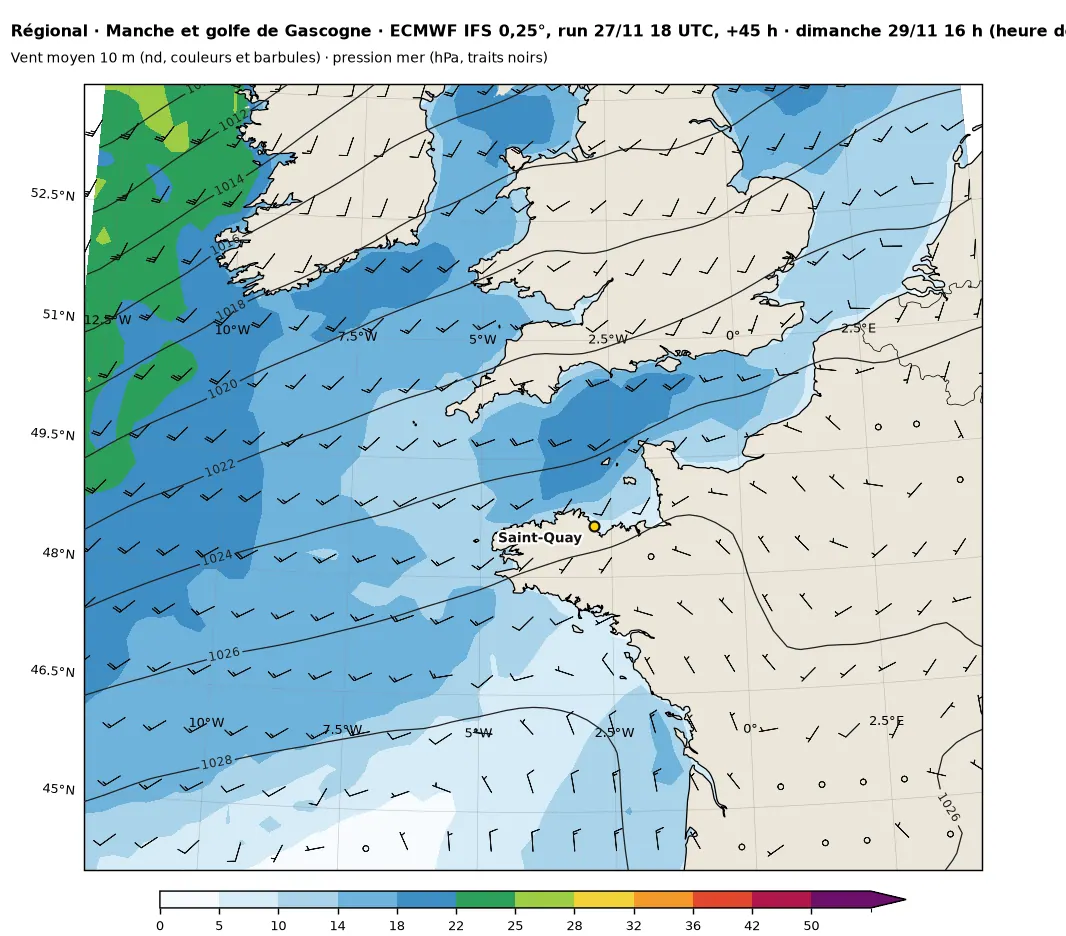 Régional · Manche et golfe de Gascogne · ECMWF IFS 0,25°, run 27/11 18 UTC, +45 h · dimanche 29/11 16 h (heure d
Vent moyen 10 m (nd, couleurs et barbules) · pression mer (hPa, traits noirs)
1012
52.5°N
1014
1016
1018
51°N
12.5°W
10°W
7.5°W
5°W
2.5°W
0°
2.5°E
1020
49.5°N
1022
Saint-Quay
48°N
1024
1026
46.5°N
10°W
7.5°W
5°W
2.5°W
0°
2.5°E
1028
45°N
1026
0
5
10
14
18
22
25
28
32
36
42
50